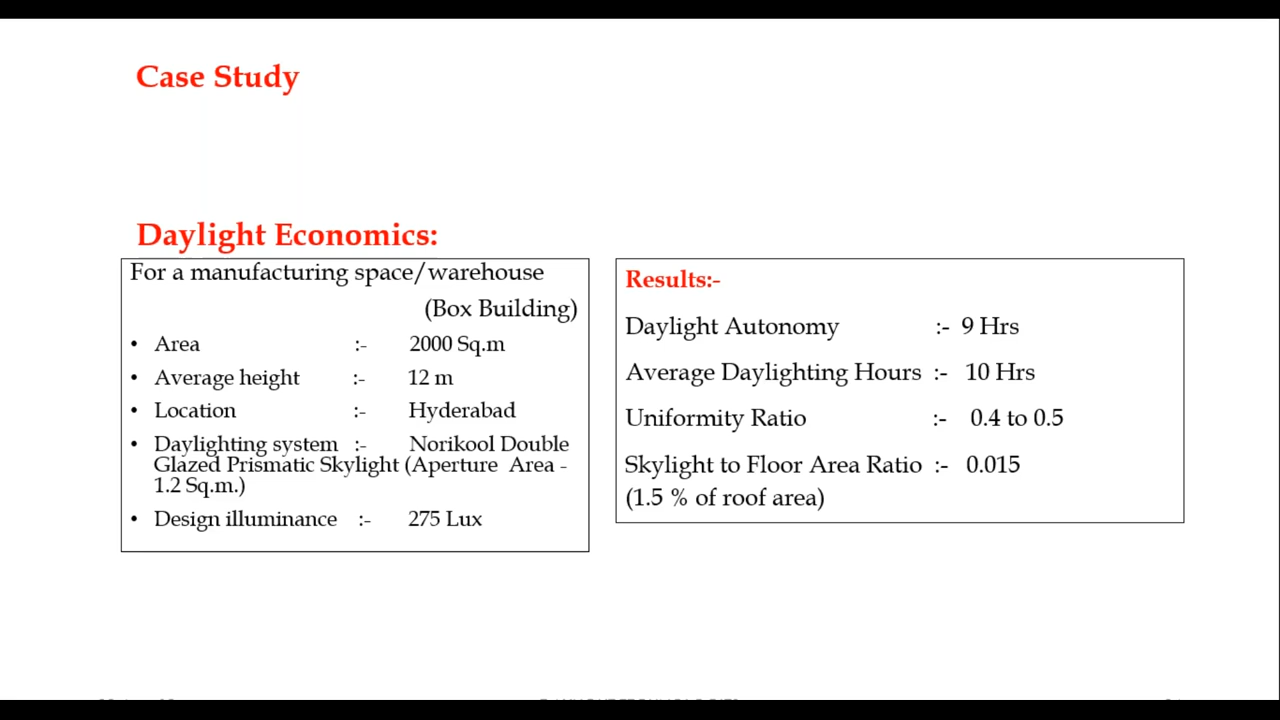 Case Study
Daylight Economics:
For a manufacturing space/warehouse
(Box Building)
• Area :- 2000 Sq.m
• Average height :- 12 m
• Location :- Hyderabad
• Daylighting system :- Norikool Double
Glazed Prismatic Skylight (Aperture Area -
1.2 Sq.m.)
• Design illuminance :- 275 Lux
Results:-
Daylight Autonomy :- 9 Hrs
Average Daylighting Hours :- 10 Hrs
Uniformity Ratio :- 0.4 to 0.5
Skylight to Floor Area Ratio :- 0.015
(1.5 % of roof area)